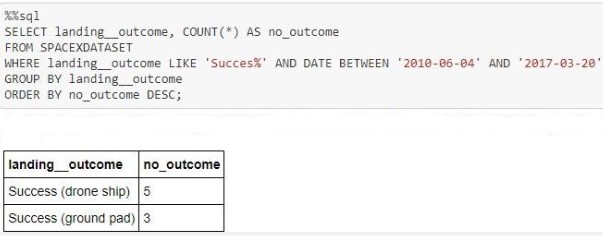 %%sql
SELECT landing__outcome, COUNT(*) AS no_outcome
FROM SPACEXDATASET
WHERE landing__outcome LIKE 'Succes%' AND DATE BETWEEN '2010-06-04' AND '2017-03-20'
GROUP BY landing__outcome
ORDER BY no_outcome DESC;
landing__outcome no_outcome
Success (drone ship) 5
Success (ground pad) 3